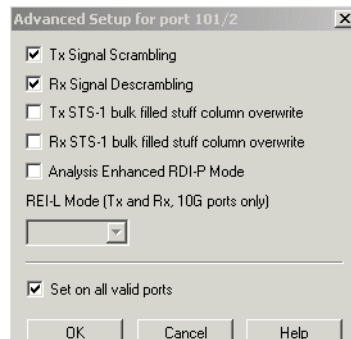 Advanced Setup for port 101/2
Tx Signal Scrambling
Rx Signal Descrambling
Tx STS-1 bulk filled stuff column overwrite
Rx STS-1 bulk filled stuff column overwrite
Analysis Enhanced RDI-P Mode
REI-L Mode (Tx and Rx, 10G ports only)
Set on all valid ports
OK Cancel Help